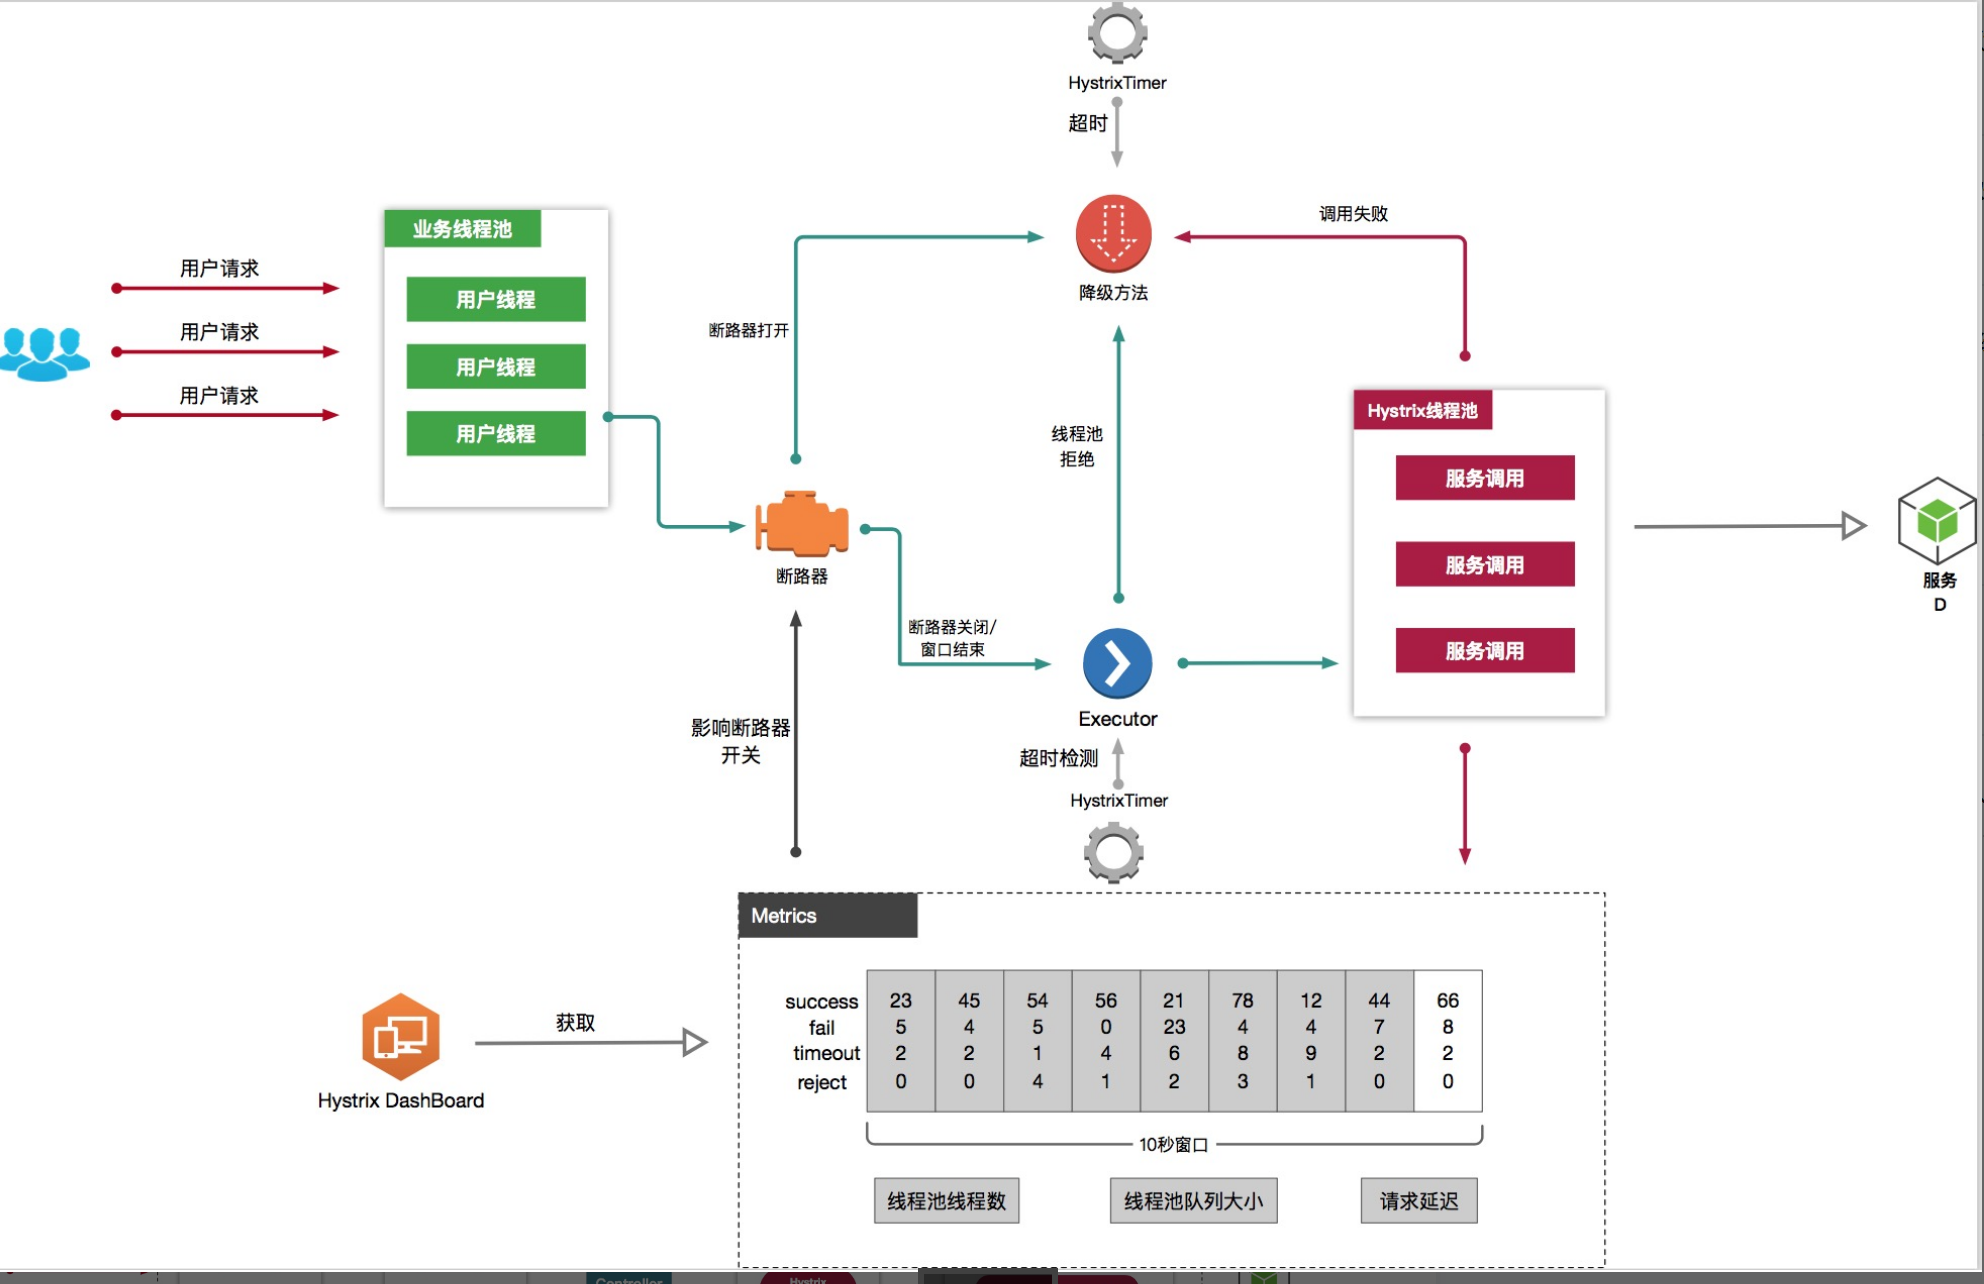 HystrixTimer
超时
调用失败
降级方法
业务线程池
用户线程
用户线程
用户线程
用户请求
用户请求
用户请求
断路器打开
线程池
拒绝
Hystrix线程池
服务调用
服务调用
服务调用
服务
D
断路器
断路器关闭/
窗口结束
Executor
超时检测
HystrixTimer
影响断路器
开关
Metrics
success 23 45 54 56 21 78 12 44 66
fail 5 4 5 0 23 4 4 7 8
timeout 2 2 1 4 6 8 9 2 2
reject 0 0 4 1 2 3 1 0 0
10秒窗口
线程池线程数 线程池队列大小 请求延迟
获取
Hystrix DashBoard
Controller
Hystrix